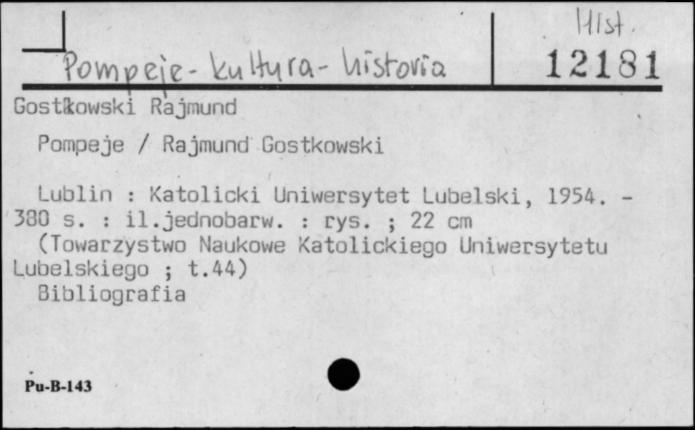 Hist.
Pompeje - kultura - historia
12181
Gostkowski Rajmund
Pompeje / Rajmund Gostkowski
Lublin : Katolicki Uniwersytet Lubelski, 1954. -
380 s. : il.jednobarw. : rys. ; 22 cm
(Towarzystwo Naukowe Katolickiego Uniwersytetu
Lubelskiego ; t.44)
Bibliografia
Pu-B-143